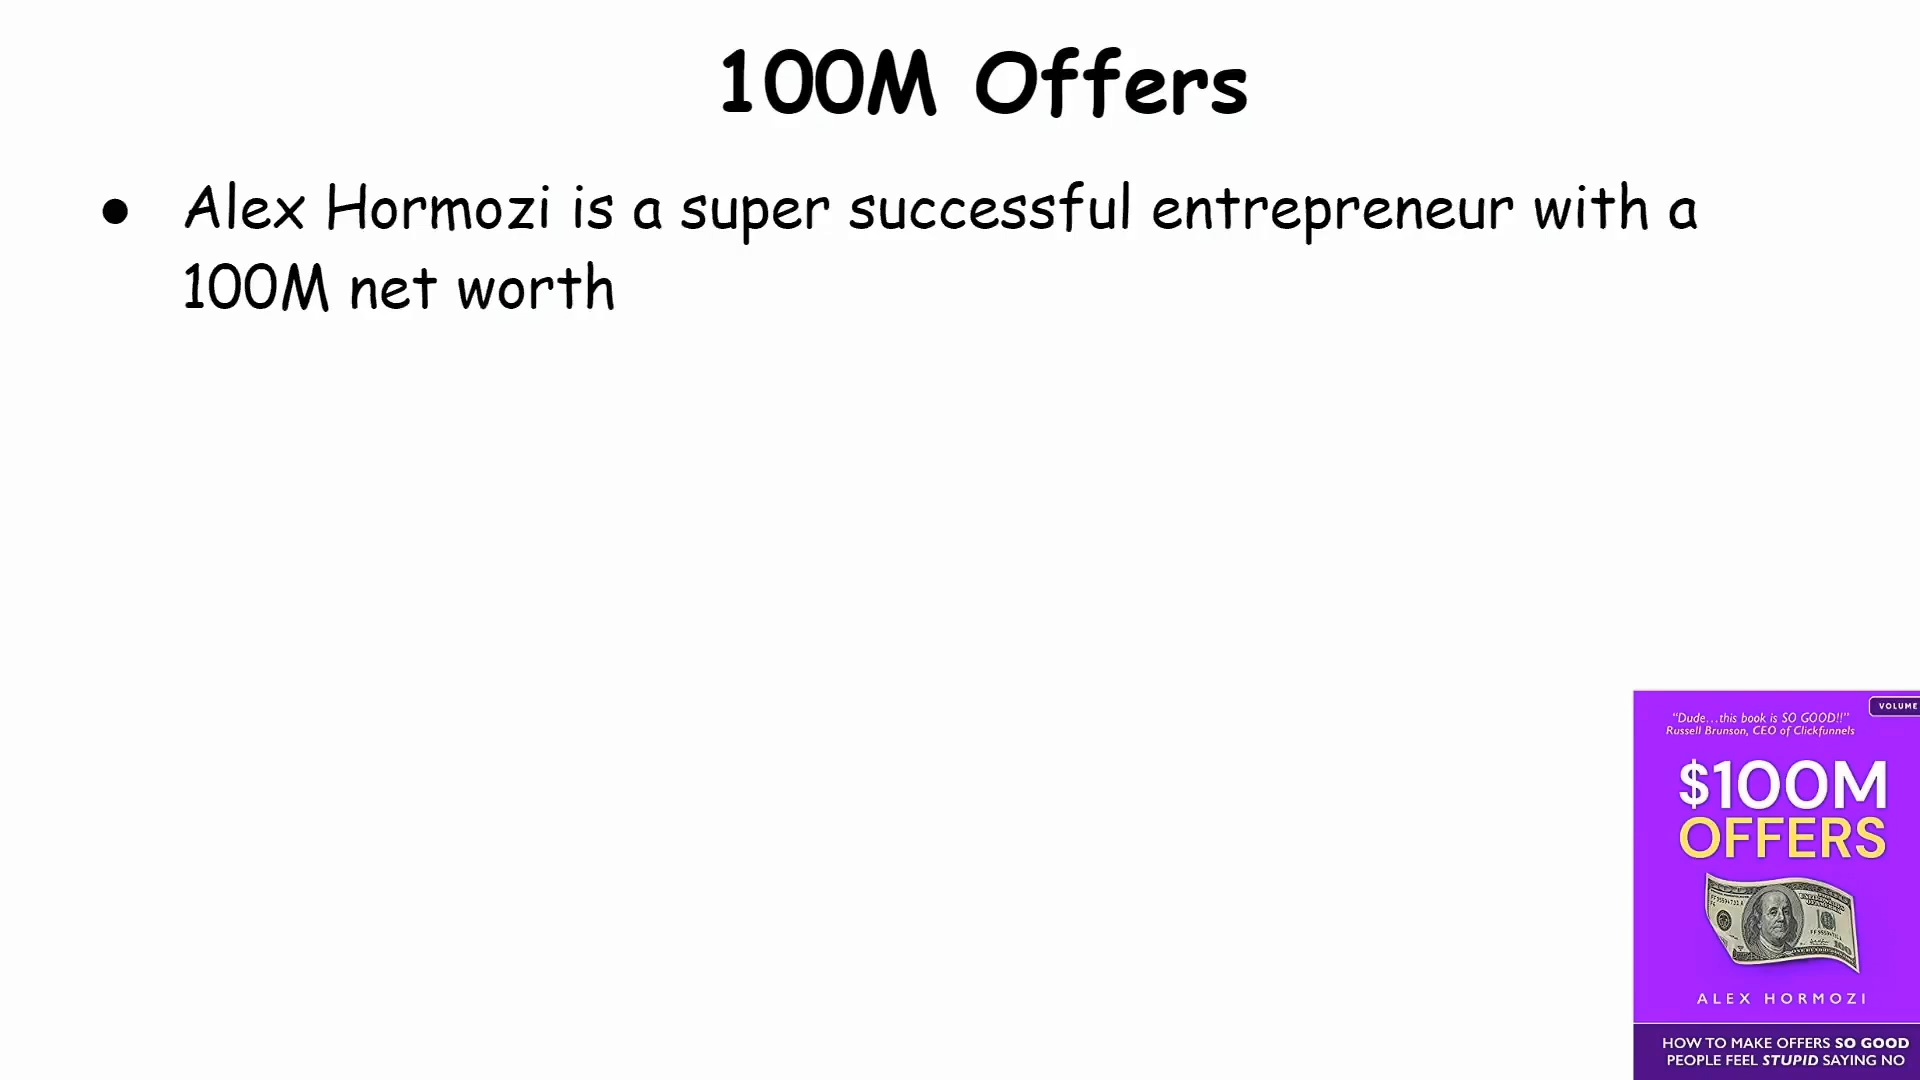 100M Offers
● Alex Hormozi is a super successful entrepreneur with a
100M net worth
VOLUME
“Dude...this book is SO GOOD!!”
Russell Brunson, CEO of Clickfunnels
$100M
OFFERS
ALEX HORMOZI
HOW TO MAKE OFFERS SO GOOD
PEOPLE FEEL STUPID SAYING NO